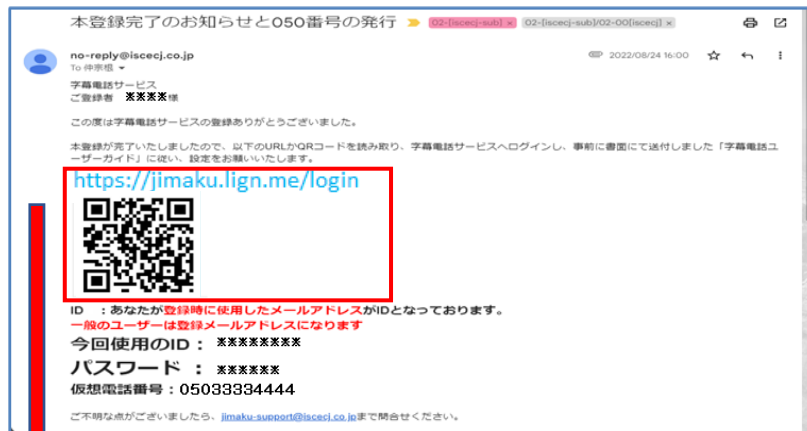 本登録完了のお知らせと050番号の発行 02-[iscecj-sub] × 02-[iscecj-sub]/02-00[iscecj] ×
no-reply@iscecj.co.jp 2022/08/24 16:00
To 仲宗根
字幕電話サービス
ご登録者 ****様
この度は字幕電話サービスの登録ありがとうございました。
本登録が完了いたしましたので、以下のURLかQRコードを読み取り、字幕電話サービスへログインし、事前に書面にて送付しました「字幕電話ユ
ーザーガイド」に従い、設定をお願いいたします。
https://jimaku.lign.me/login
ID ：あなたが登録時に使用したメールアドレスがIDとなっております。
一般のユーザーは登録メールアドレスになります
今回使用のID： ********
パスワード ： ******
仮想電話番号：05033334444
ご不明な点がございましたら、jimaku-support@iscecj.co.jpまで問合せください。